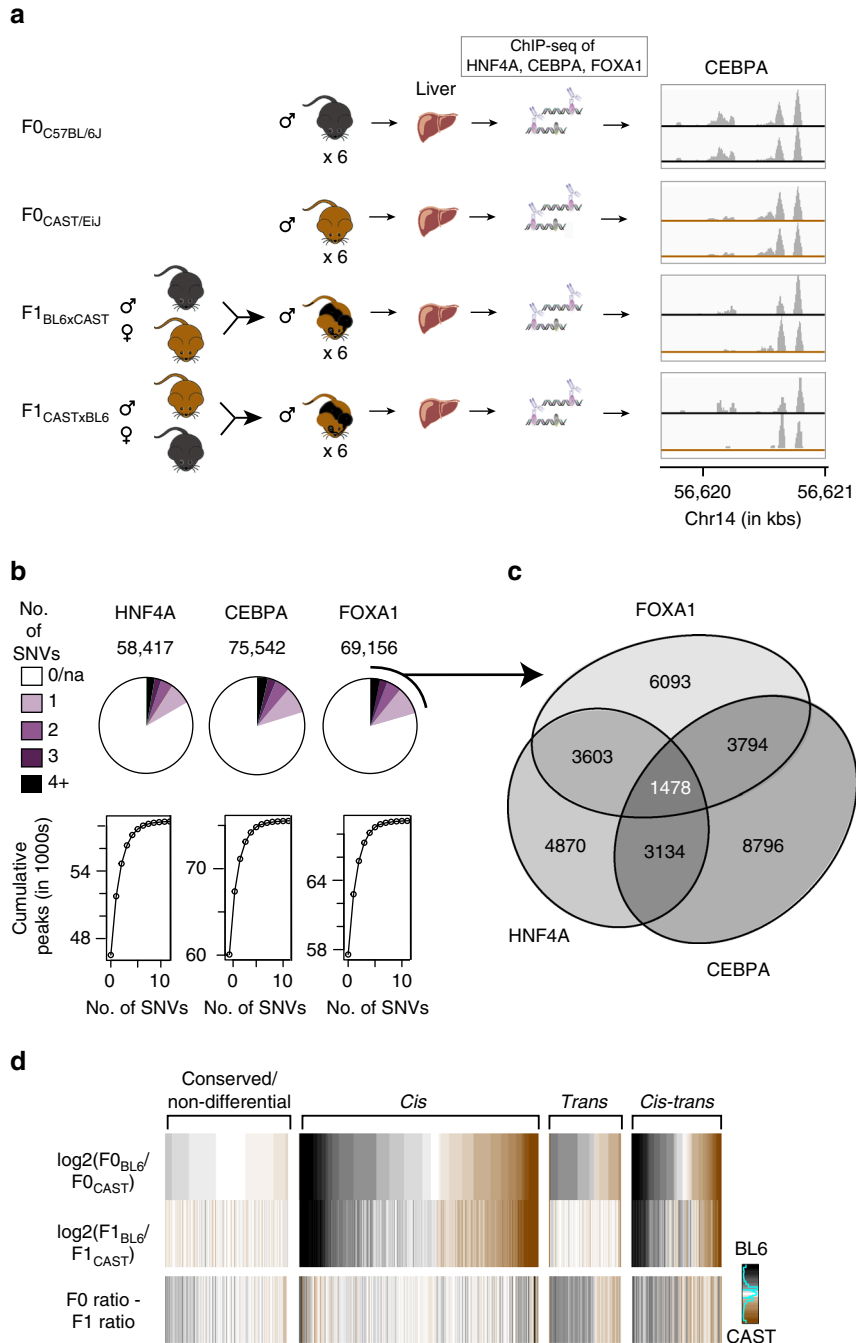 a
ChIP-seq of
HNF4A, CEBPA, FOXA1
CEBPA
Liver
F0C57BL/6J
♂
x 6
F0CAST/EiJ
♂
x 6
F1BL6xCAST
♂
♀
♂
x 6
F1CASTxBL6
♂
♀
♂
x 6
56,620
56,621
Chr14 (in kbs)
b
No.
of
SNVs
0/na
1
2
3
4+
HNF4A
58,417
CEBPA
75,542
FOXA1
69,156
Cumulative
peaks (in 1000s)
54
48
0
10
No. of SNVs
70
60
0
10
No. of SNVs
64
58
0
10
No. of SNVs
c
FOXA1
6093
3603
3794
1478
4870
3134
8796
HNF4A
CEBPA
d
Conserved/
non-differential
Cis
Trans
Cis-trans
log2(F0BL6/
F0CAST)
log2(F1BL6/
F1CAST)
F0 ratio -
F1 ratio
BL6
CAST